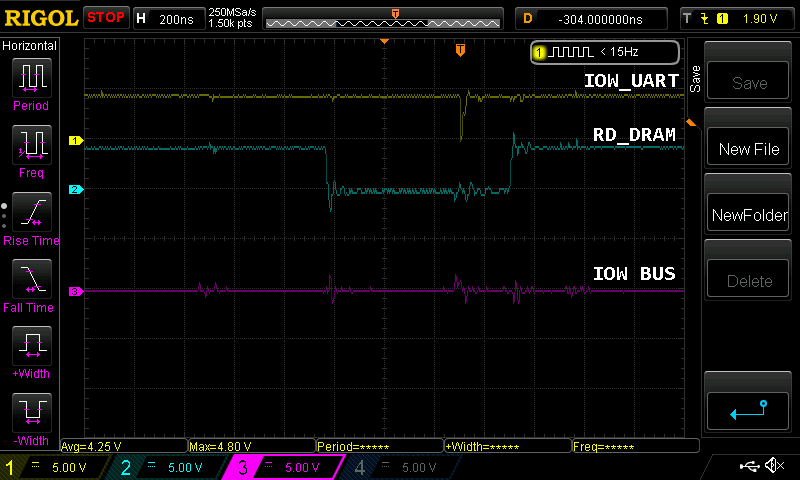 RIGOL STOP H 200ns 250MSa/s 1.50k pts D -304.000000ns T 1 1.90 V
Horizontal
Period
Freq
Rise Time
Fall Time
+Width
-Width
T
T
1 < 15Hz
IOW_UART
1
RD_DRAM
2
IOW BUS
3
Save
Save
New File
NewFolder
Delete
Avg=4.25 V Max=4.80 V Period=***** +Width=***** Freq=*****
1 5.00 V 2 5.00 V 3 5.00 V 4 5.00 V